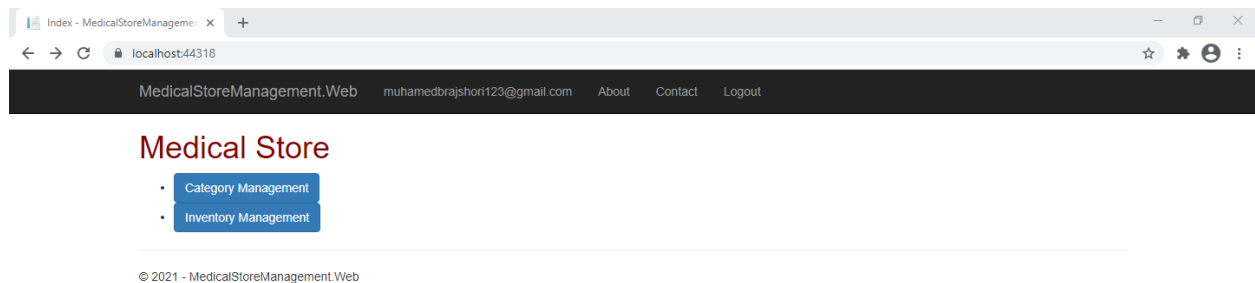 Index - MedicalStoreManagemen
localhost:44318
MedicalStoreManagement.Web muhamedbrajshori123@gmail.com About Contact Logout
Medical Store
• Category Management
• Inventory Management
© 2021 - MedicalStoreManagement.Web